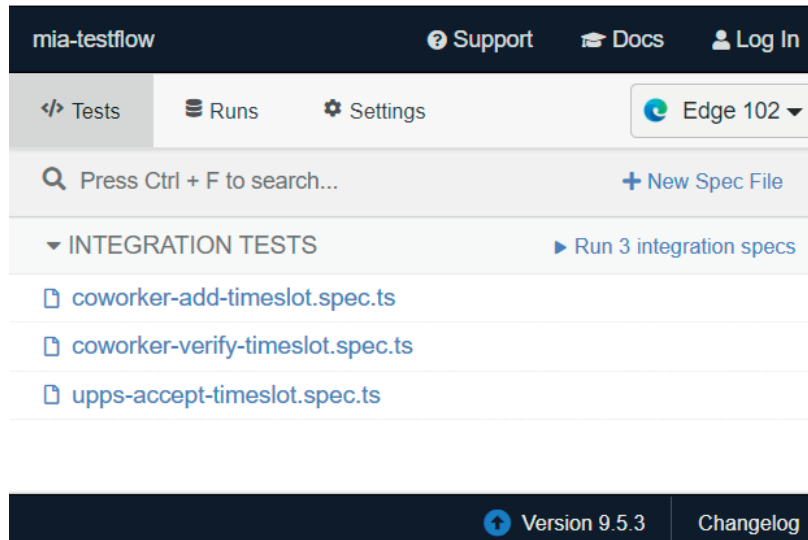 mia-testflow Support Docs Log In
Tests Runs Settings Edge 102
Press Ctrl + F to search... New Spec File
INTEGRATION TESTS Run 3 integration specs
coworker-add-timeslot.spec.ts
coworker-verify-timeslot.spec.ts
upps-accept-timeslot.spec.ts
Version 9.5.3 Changelog